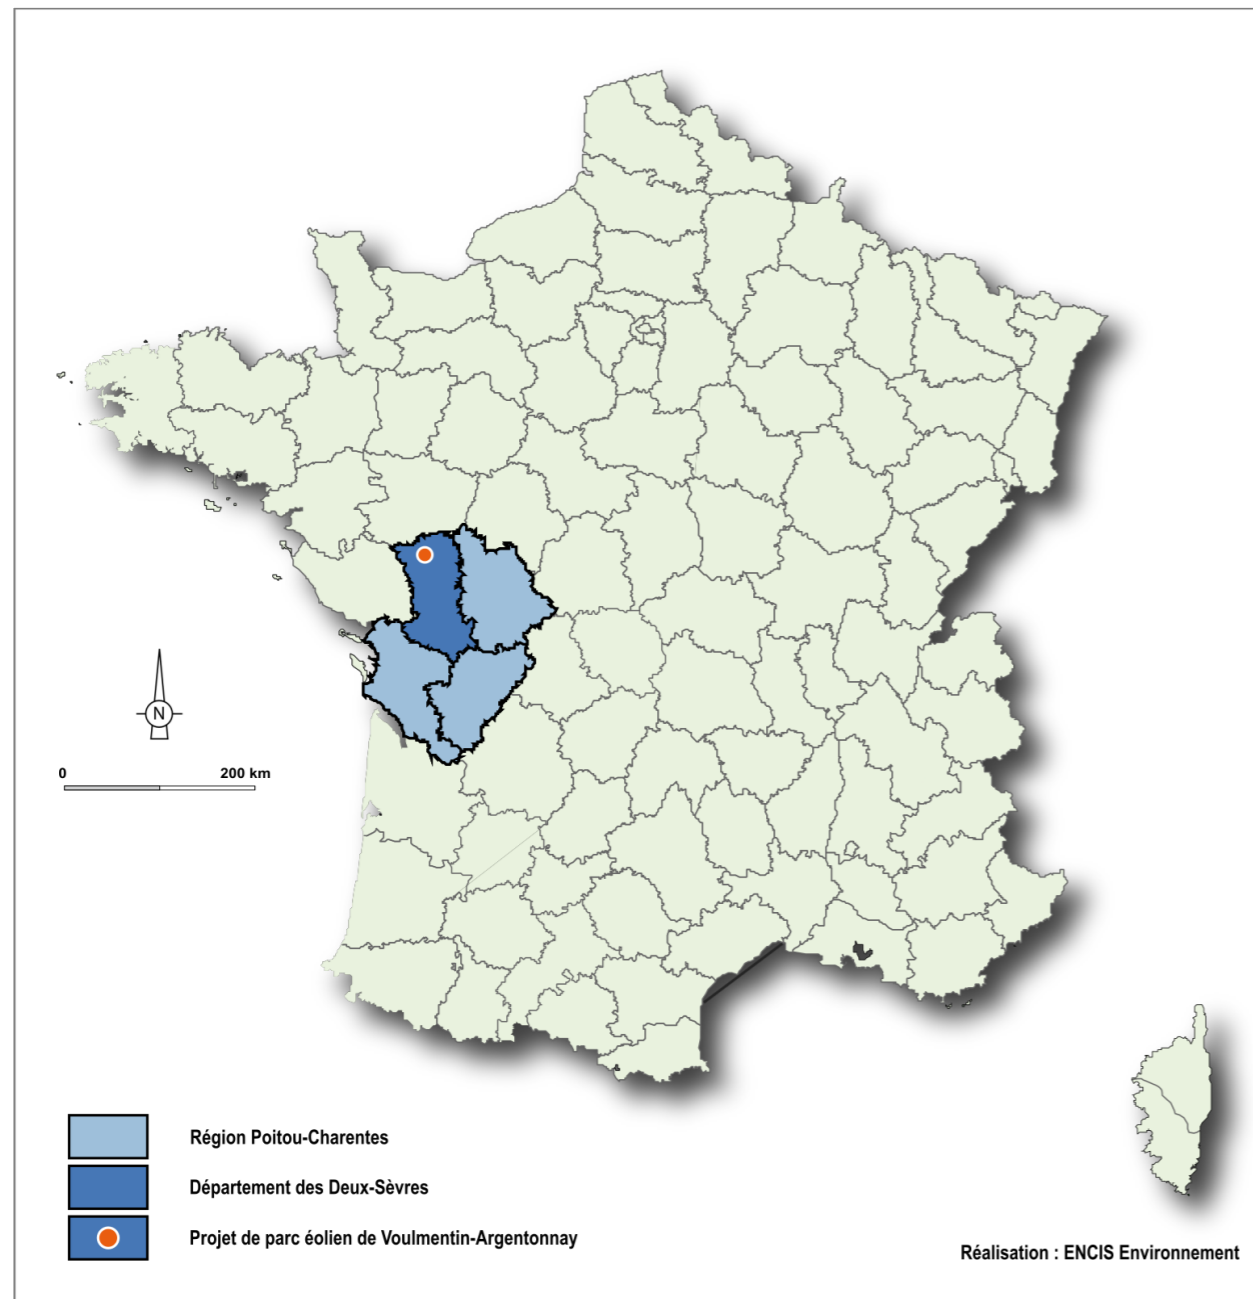 N
0 200 km
Région Poitou-Charentes
Département des Deux-Sèvres
Projet de parc éolien de Voulmentin-Argentonnay
Réalisation : ENCIS Environnement